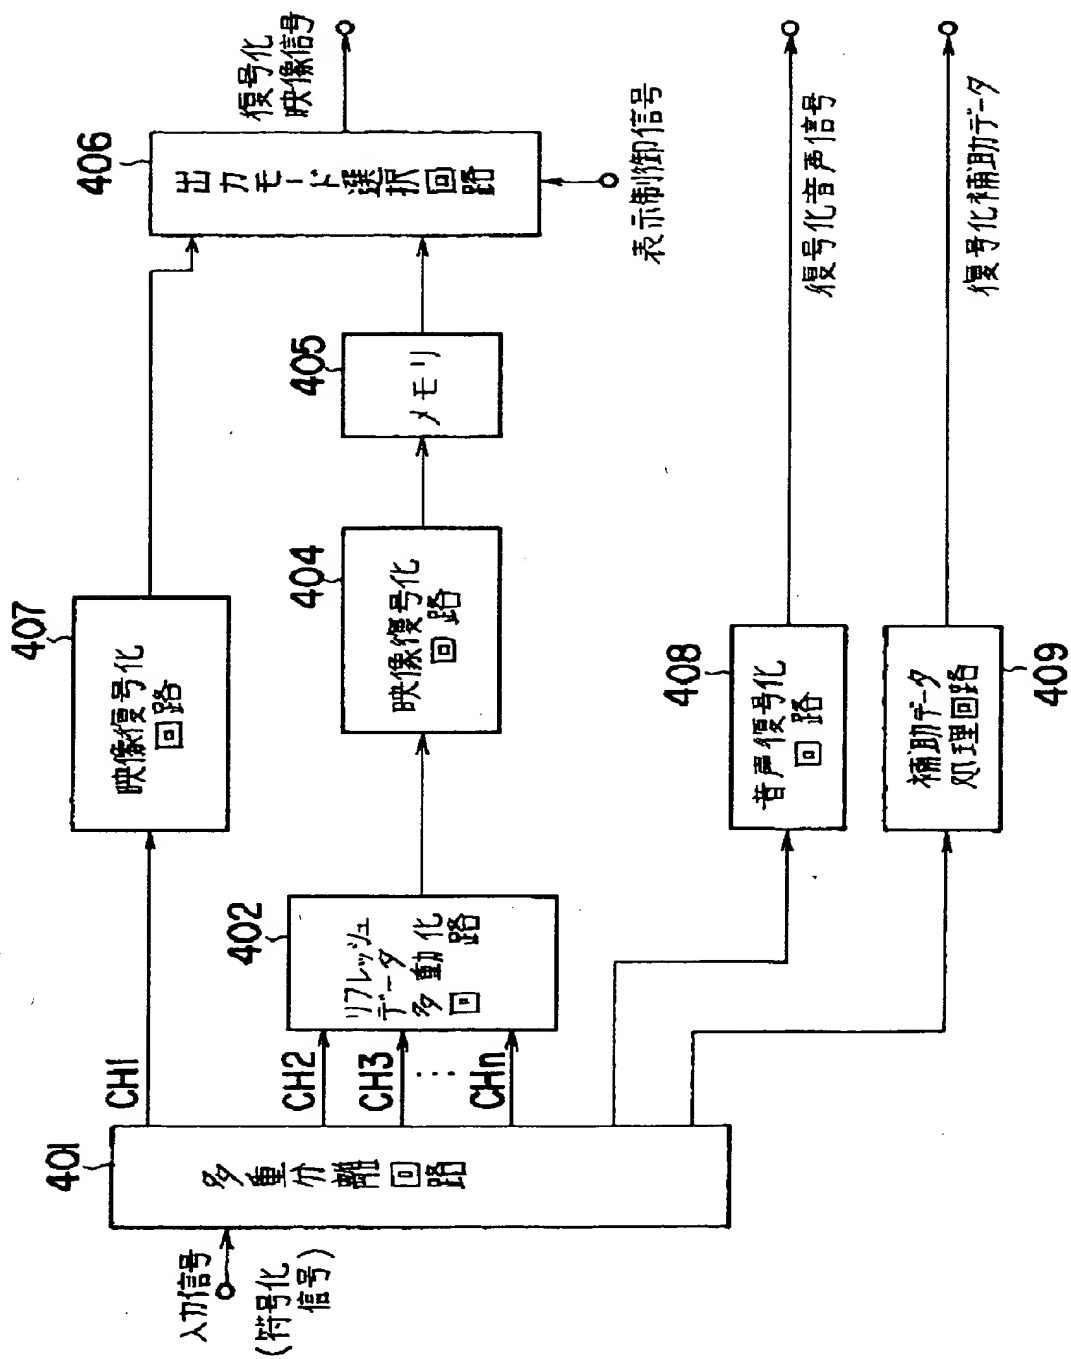 入力信号
(符号化
信号)
401
多重分離回路
CH1
CH2
CH3
CHn
407
映像復号化
回路
402
リフレッシュ
データ
多動化
回路
404
映像復号化
回路
405
メモリ
406
出力モード選択回路
復号化
映像信号
表示制御信号
408
音声復号化
回路
復号化音声信号
409
補助データ
処理回路
復号化補助データ